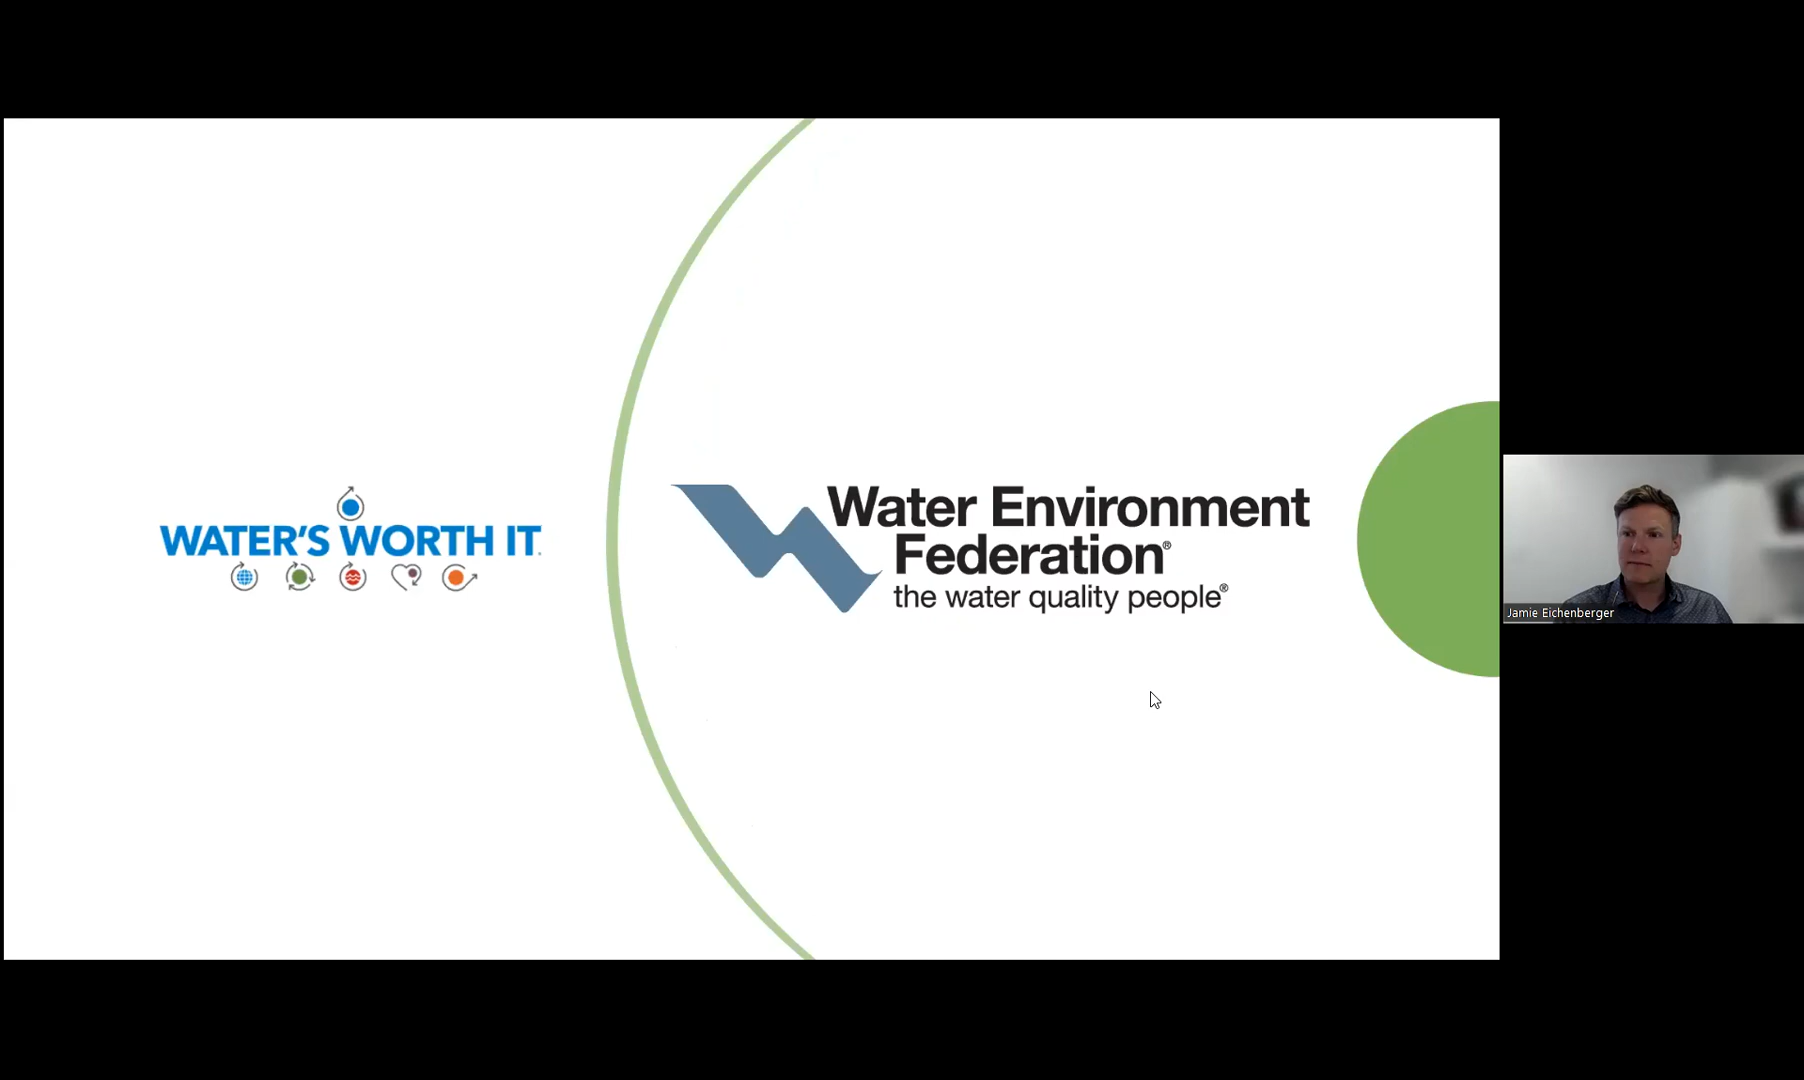 WATER'S WORTH IT.
Water Environment
Federation®
the water quality people®
Jamie Eichenberger